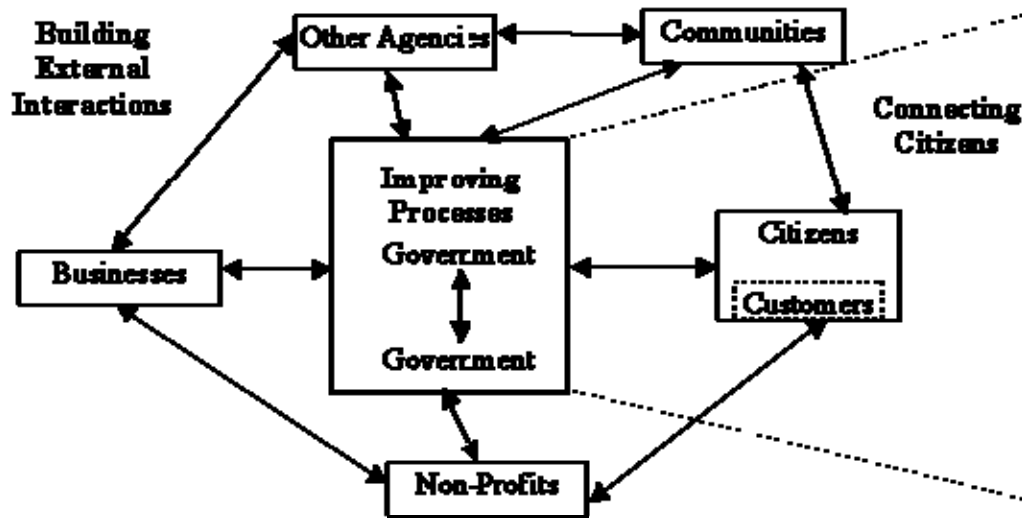 Building
External
Interactions
Other Agencies
Communities
Connecting
Citizens
Improving
Processes
Government
Government
Businesses
Citizens
Customers
Non-Profits